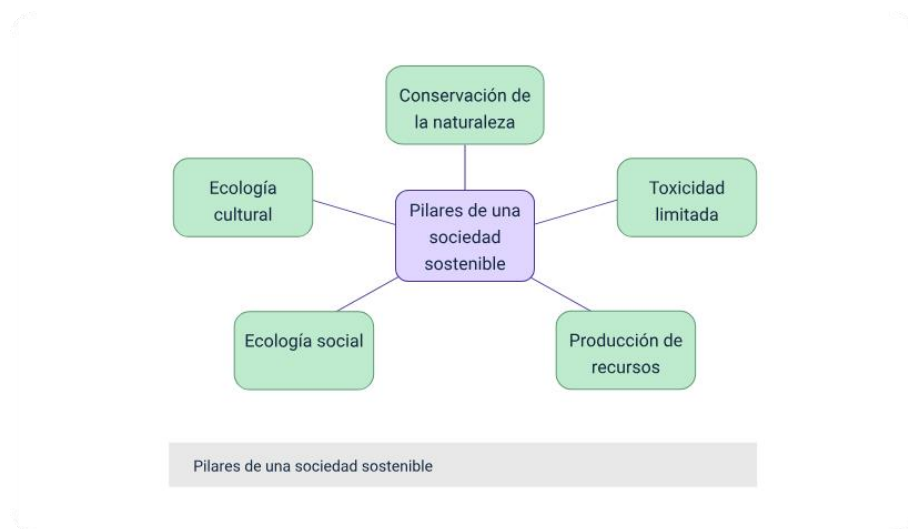 Conservación de
la naturaleza
Ecología
cultural
Toxicidad
limitada
Pilares de una
sociedad
sostenible
Ecología social
Producción de
recursos
Pilares de una sociedad sostenible